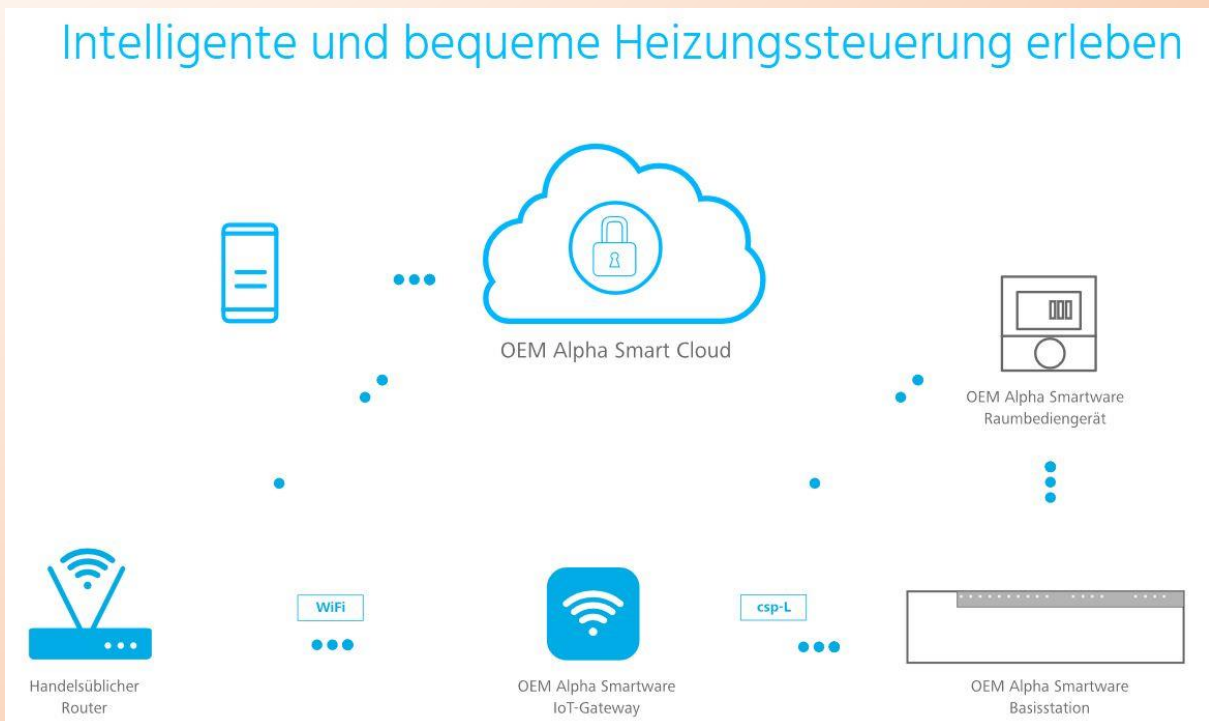 Intelligente und bequeme Heizungssteuerung erleben
OEM Alpha Smart Cloud
OEM Alpha Smartware
Raumbediengerät
WiFi
csp-L
Handelsüblicher
Router
OEM Alpha Smartware
IoT-Gateway
OEM Alpha Smartware
Basisstation